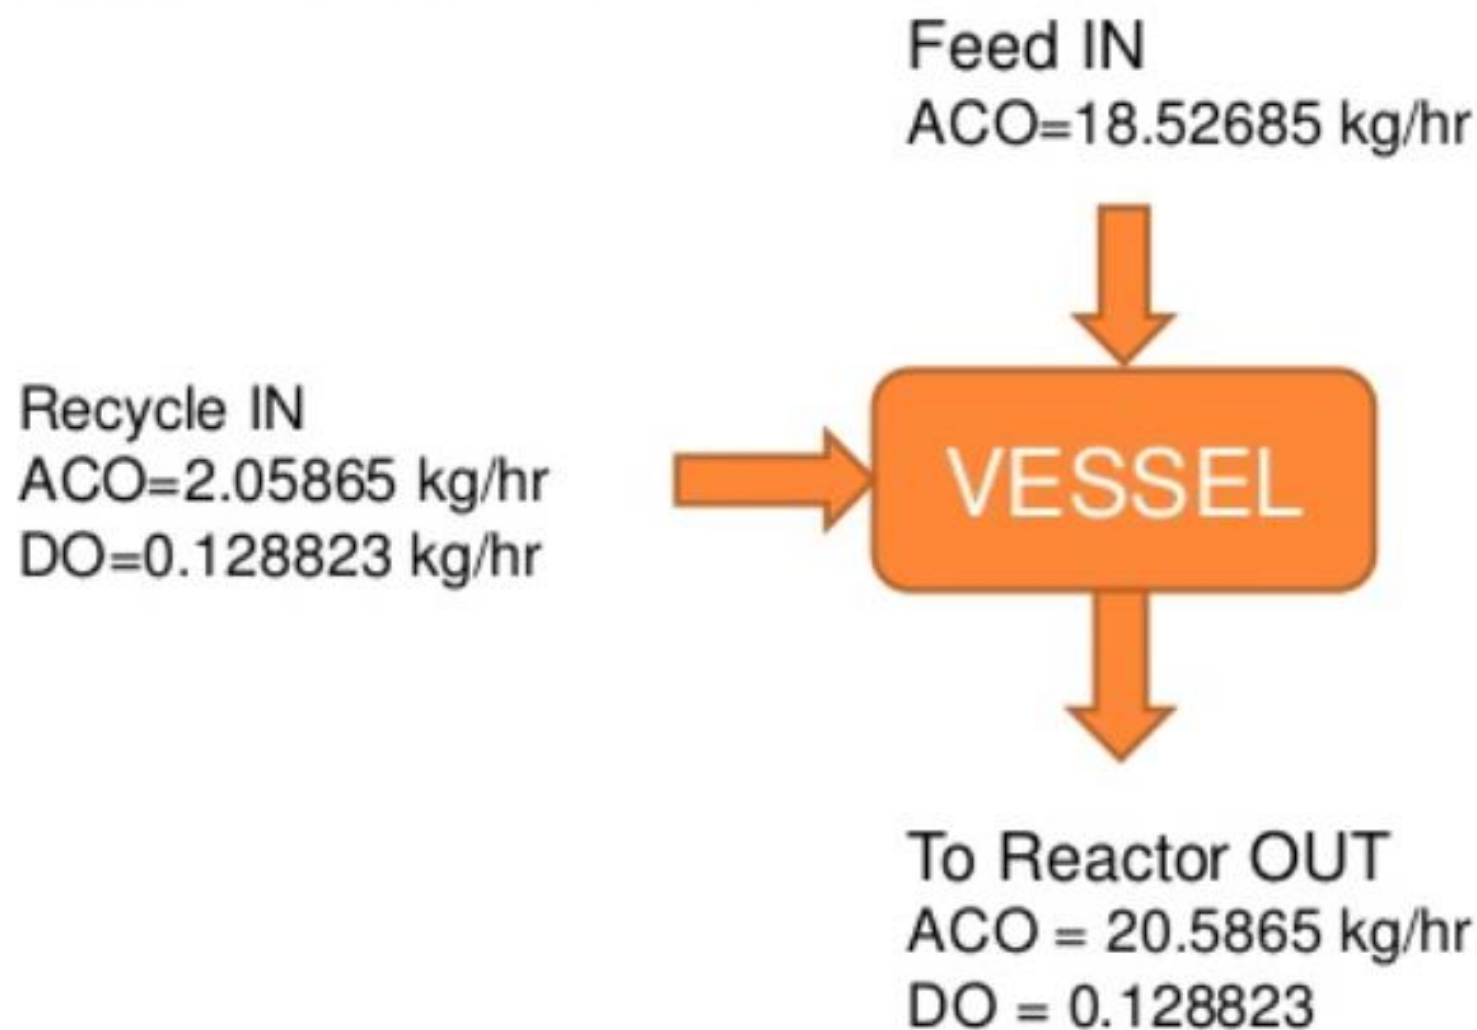 Feed IN
ACO=18.52685 kg/hr
Recycle IN
ACO=2.05865 kg/hr
DO=0.128823 kg/hr
VESSEL
To Reactor OUT
ACO = 20.5865 kg/hr
DO = 0.128823